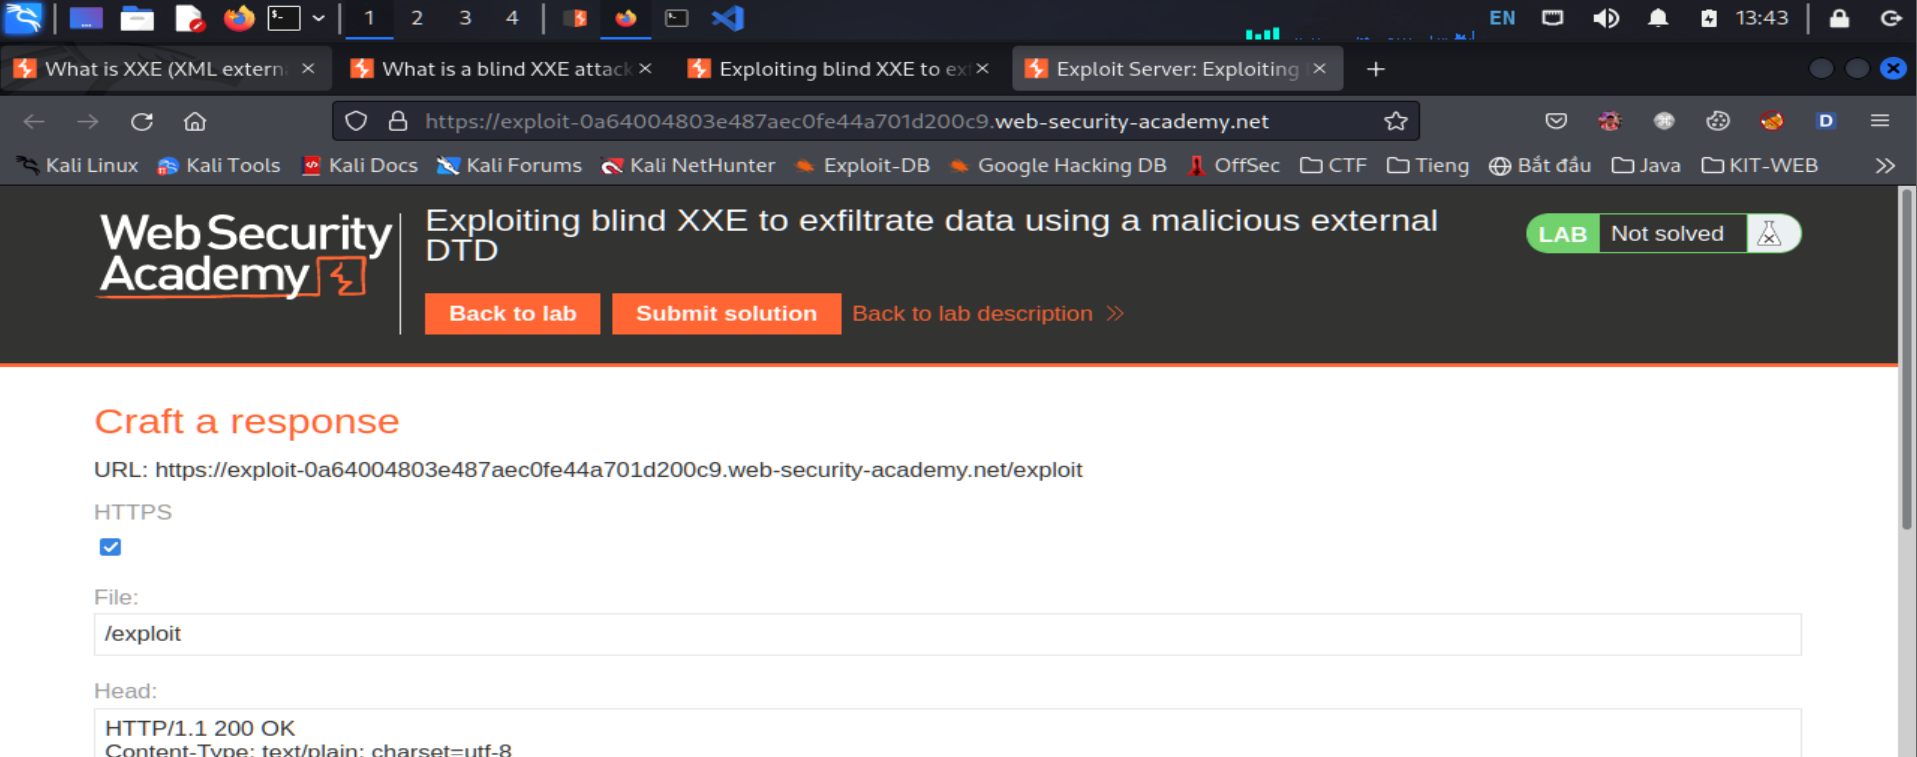 1 2 3 4 EN 13:43
What is XXE (XML extern What is a blind XXE attack Exploiting blind XXE to ex Exploit Server: Exploiting
https://exploit-0a64004803e487aec0fe44a701d200c9.web-security-academy.net
Kali Linux Kali Tools Kali Docs Kali Forums Kali NetHunter Exploit-DB Google Hacking DB OffSec CTF Tieng Bắt đầu Java KIT-WEB
Web Security
Academy
Exploiting blind XXE to exfiltrate data using a malicious external
DTD
LAB Not solved
Back to lab Submit solution Back to lab description
Craft a response
URL: https://exploit-0a64004803e487aec0fe44a701d200c9.web-security-academy.net/exploit
HTTPS
File:
/exploit
Head:
HTTP/1.1 200 OK
Content-Type: text/plain; charset=utf-8